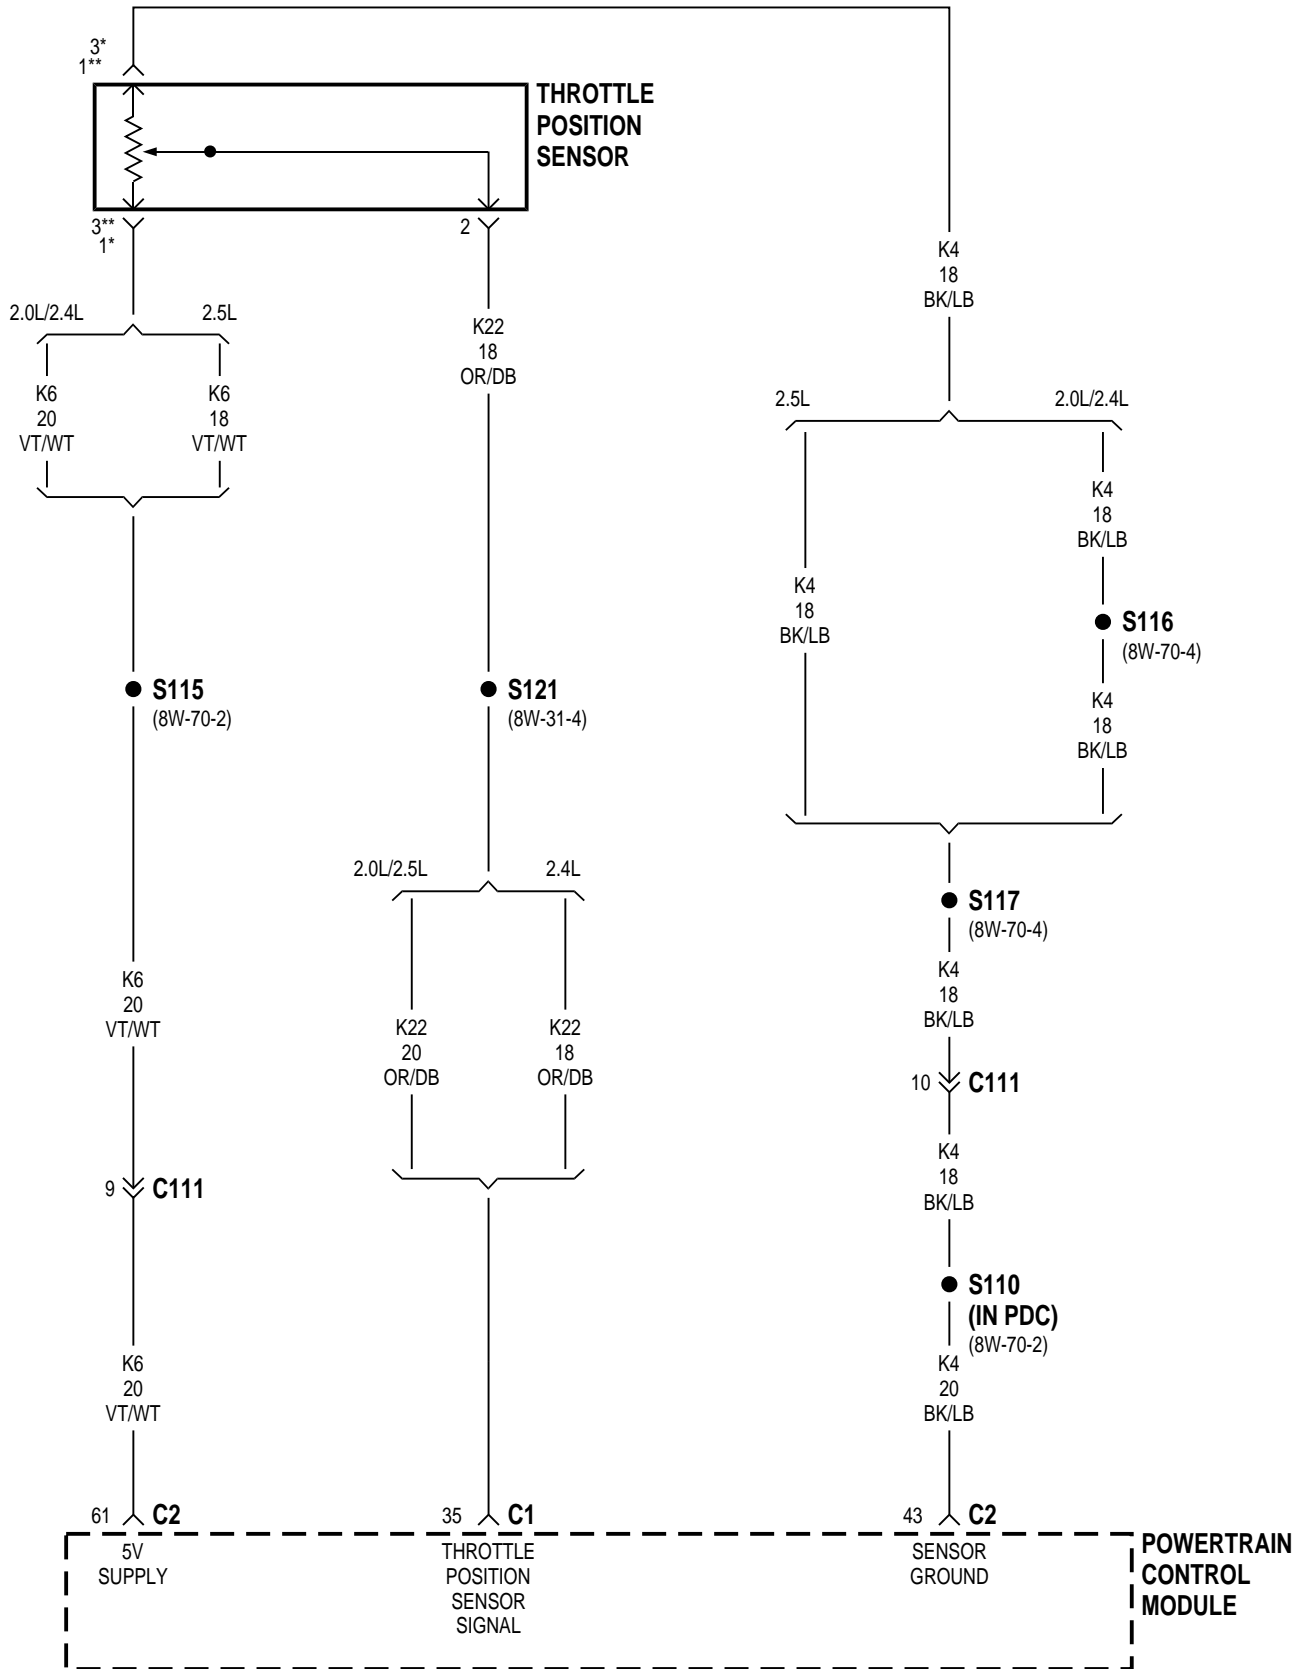 3*
1**
THROTTLE
POSITION
SENSOR
3**
1*
2
2.0L/2.4L
2.5L
K6
20
VT/WT
K6
18
VT/WT
K22
18
OR/DB
K4
18
BK/LB
2.5L
2.0L/2.4L
K4
18
BK/LB
K4
18
BK/LB
S116
(8W-70-4)
K4
18
BK/LB
S115
(8W-70-2)
S121
(8W-31-4)
2.0L/2.5L
2.4L
S117
(8W-70-4)
K6
20
VT/WT
K22
20
OR/DB
K22
18
OR/DB
K4
18
BK/LB
10
C111
K4
18
BK/LB
9
C111
S110
(IN PDC)
(8W-70-2)
K6
20
VT/WT
K4
20
BK/LB
61
C2
35
C1
43
C2
5V
SUPPLY
THROTTLE
POSITION
SENSOR
SIGNAL
SENSOR
GROUND
POWERTRAIN
CONTROL
MODULE